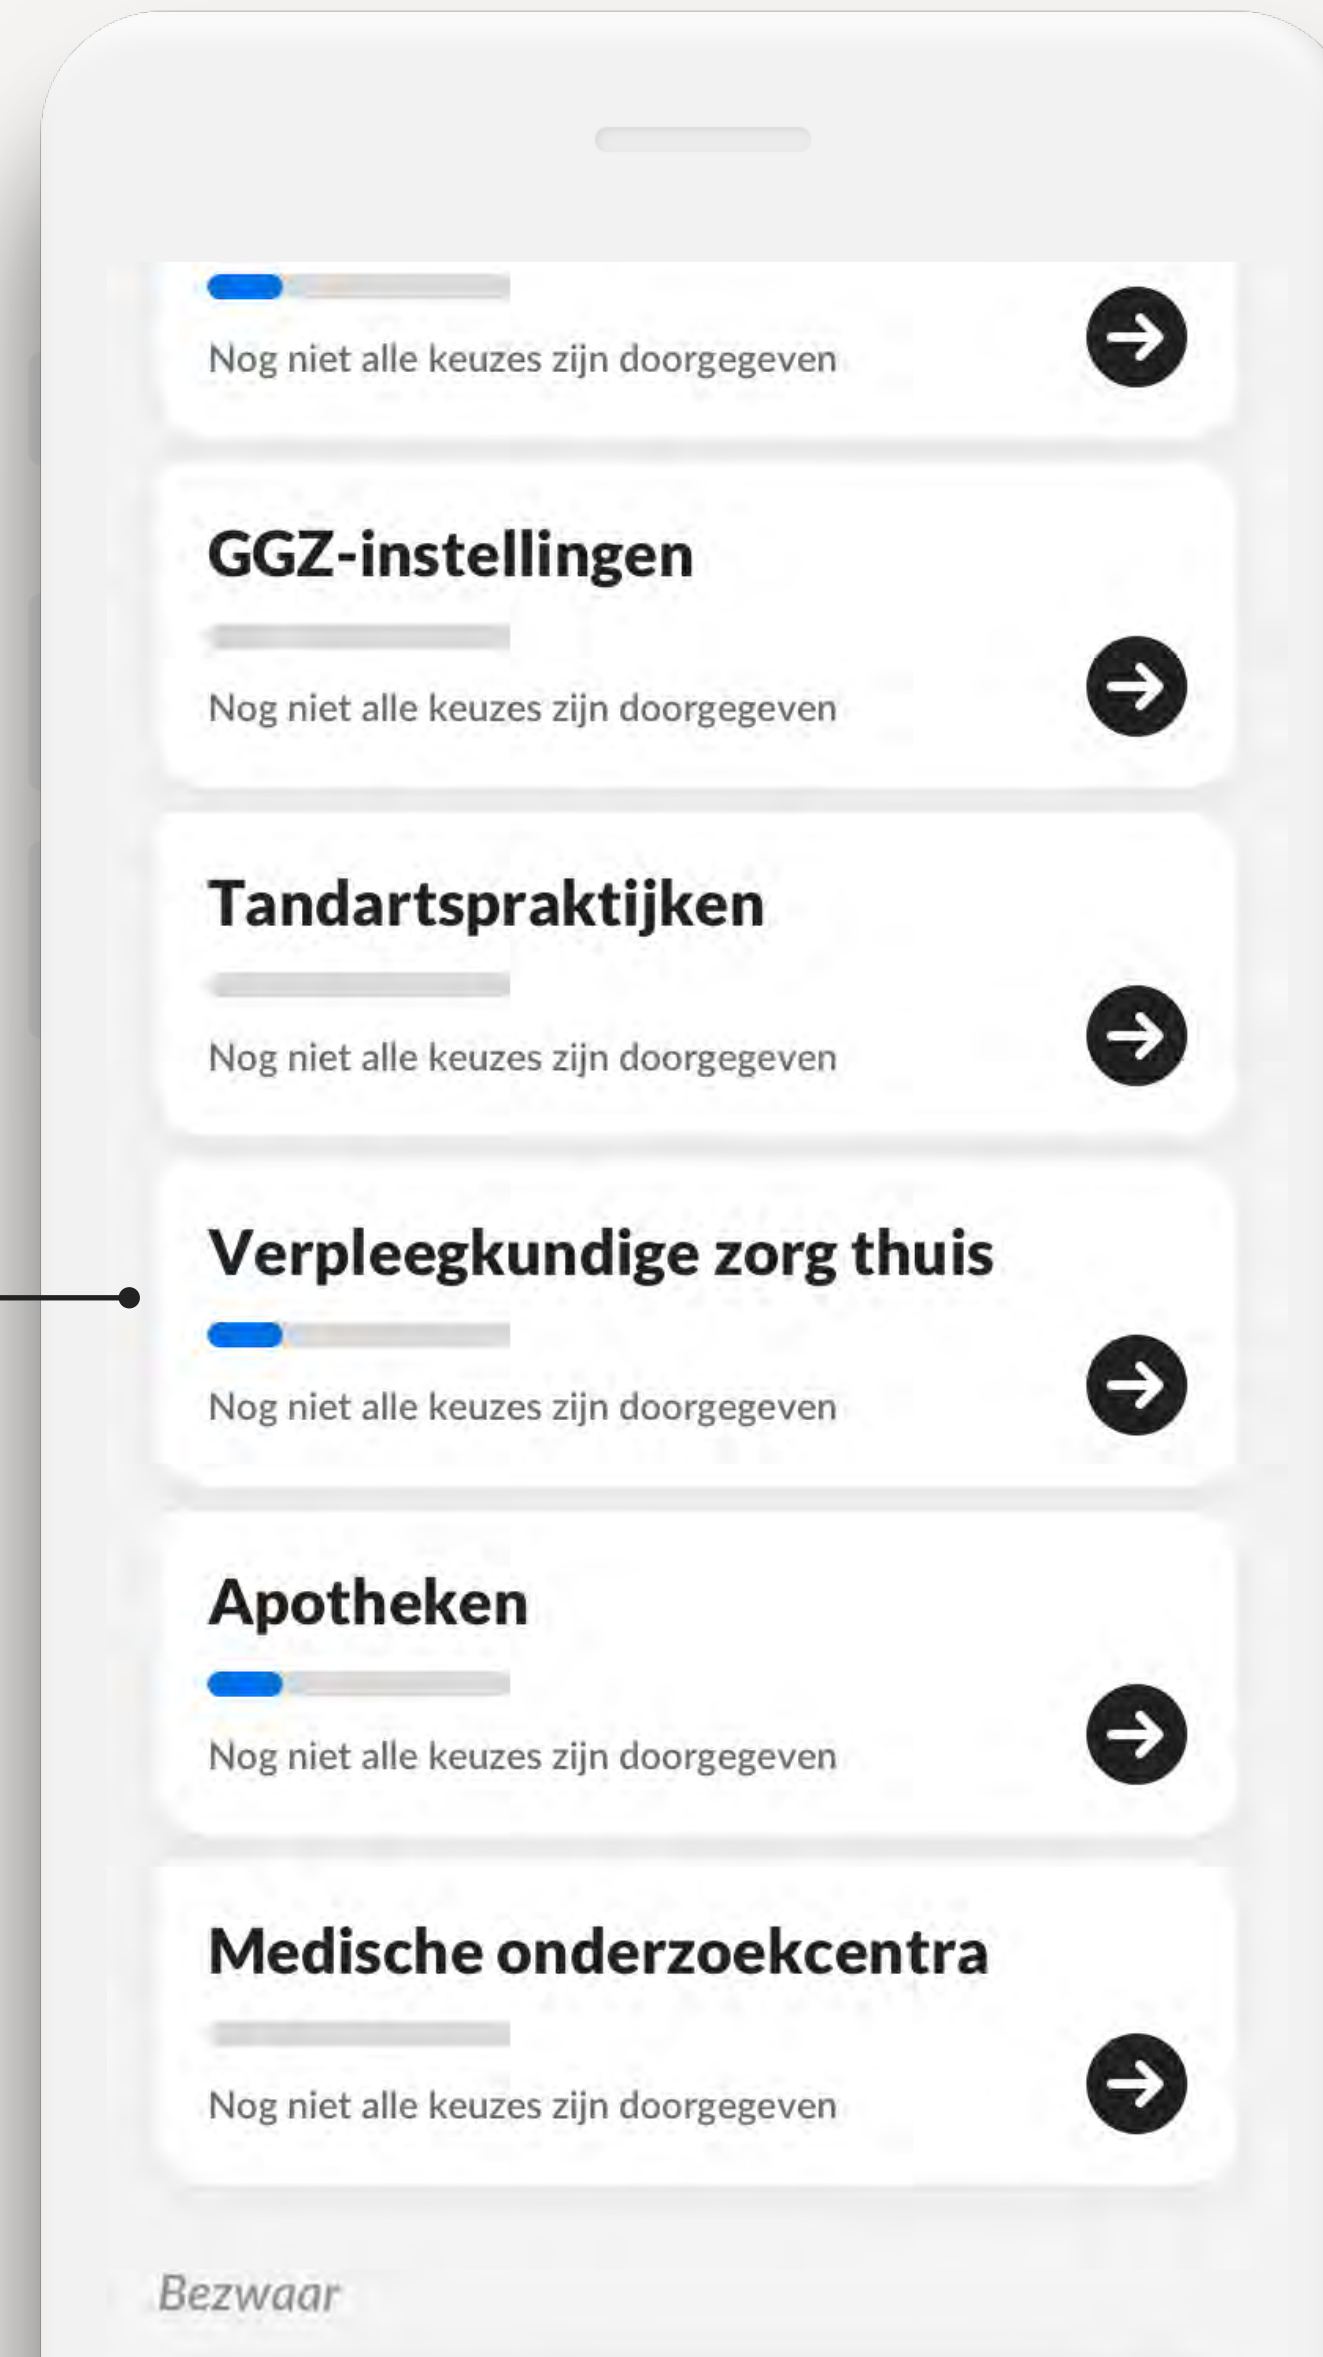 Nog niet alle keuzes zijn doorgegeven
GGZ-instellingen
Nog niet alle keuzes zijn doorgegeven
Tandartspraktijken
Nog niet alle keuzes zijn doorgegeven
Verpleegkundige zorg thuis
Nog niet alle keuzes zijn doorgegeven
Apotheken
Nog niet alle keuzes zijn doorgegeven
Medische onderzoekcentra
Nog niet alle keuzes zijn doorgegeven
Bezwaar